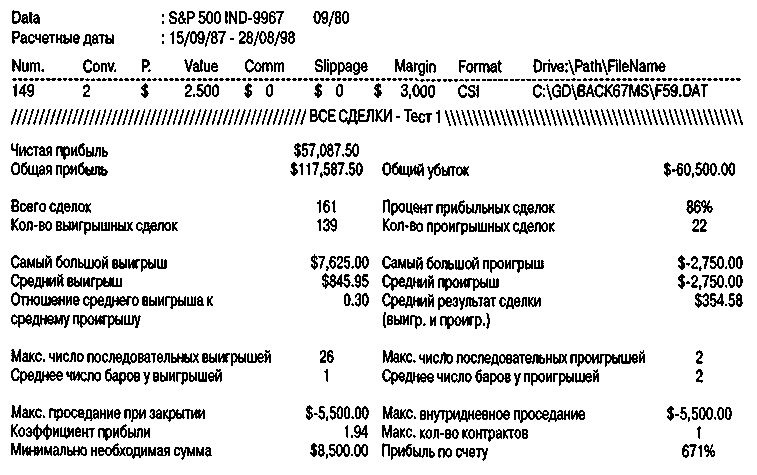 Data : S&P 500 IND-9967 09/80
Расчетные даты : 15/09/87 - 28/08/98
Num. Conv. P. Value Comm Slippage Margin Format Drive:\Path\FileName
149 2 $ 2.500 $ 0 $ 0 $ 3,000 CSI C:\GD\BACK67MS\F59.DAT
////////////////////////////////////////////////// ВСЕ СДЕЛКИ - Тест 1 \\\\\\\\\\\\\\\\\\\\\\\\\\\\\\\\\\\\\\\\\\\\\\\\\\
Чистая прибыль $57,087.50
Общая прибыль $117,587.50 Общий убыток $-60,500.00
Всего сделок 161 Процент прибыльных сделок 86%
Кол-во выигрышных сделок 139 Кол-во проигрышных сделок 22
Самый большой выигрыш $7,625.00 Самый большой проигрыш $-2,750.00
Средний выигрыш $845.95 Средний проигрыш $-2,750.00
Отношение среднего выигрыша к 0.30 Средний результат сделки $354.58
среднему проигрышу (выигр. и проигр.)
Макс. число последовательных выигрышей 26 Макс. число последовательных проигрышей 2
Среднее число баров у выигрышей 1 Среднее число баров у проигрышей 2
Макс. проседание при закрытии $-5,500.00 Макс. внутридневное проседание $-5,500.00
Коэффициент прибыли 1.94 Макс. кол-во контрактов 1
Минимально необходимая сумма $8,500.00 Прибыль по счету 671%